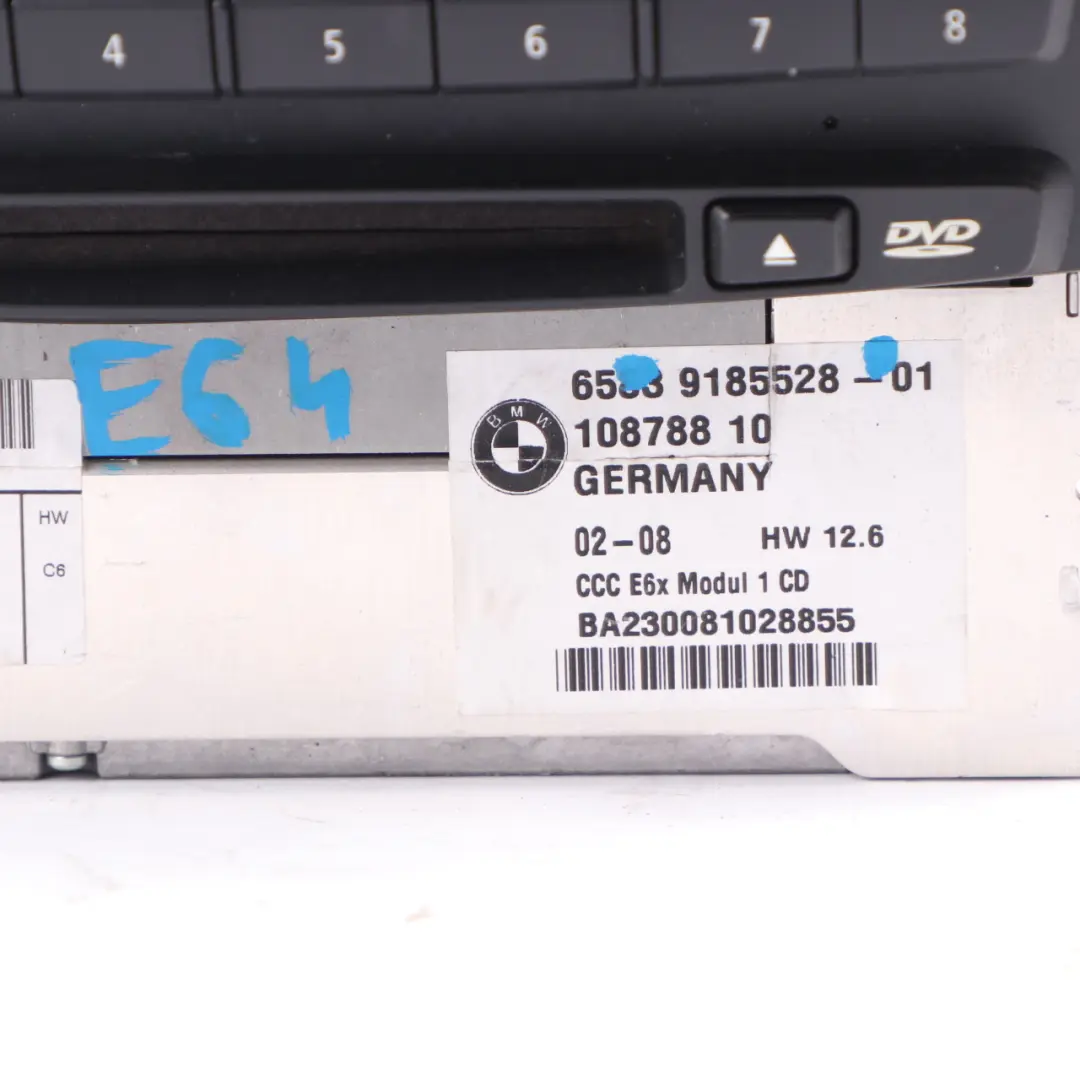 4 5 6 7 8
DVD
E64
9185528-01
BMW
108788 10
GERMANY
HW
02-08 HW 12.6
C6
CCC E6x Modul 1 CD
BA230081028855